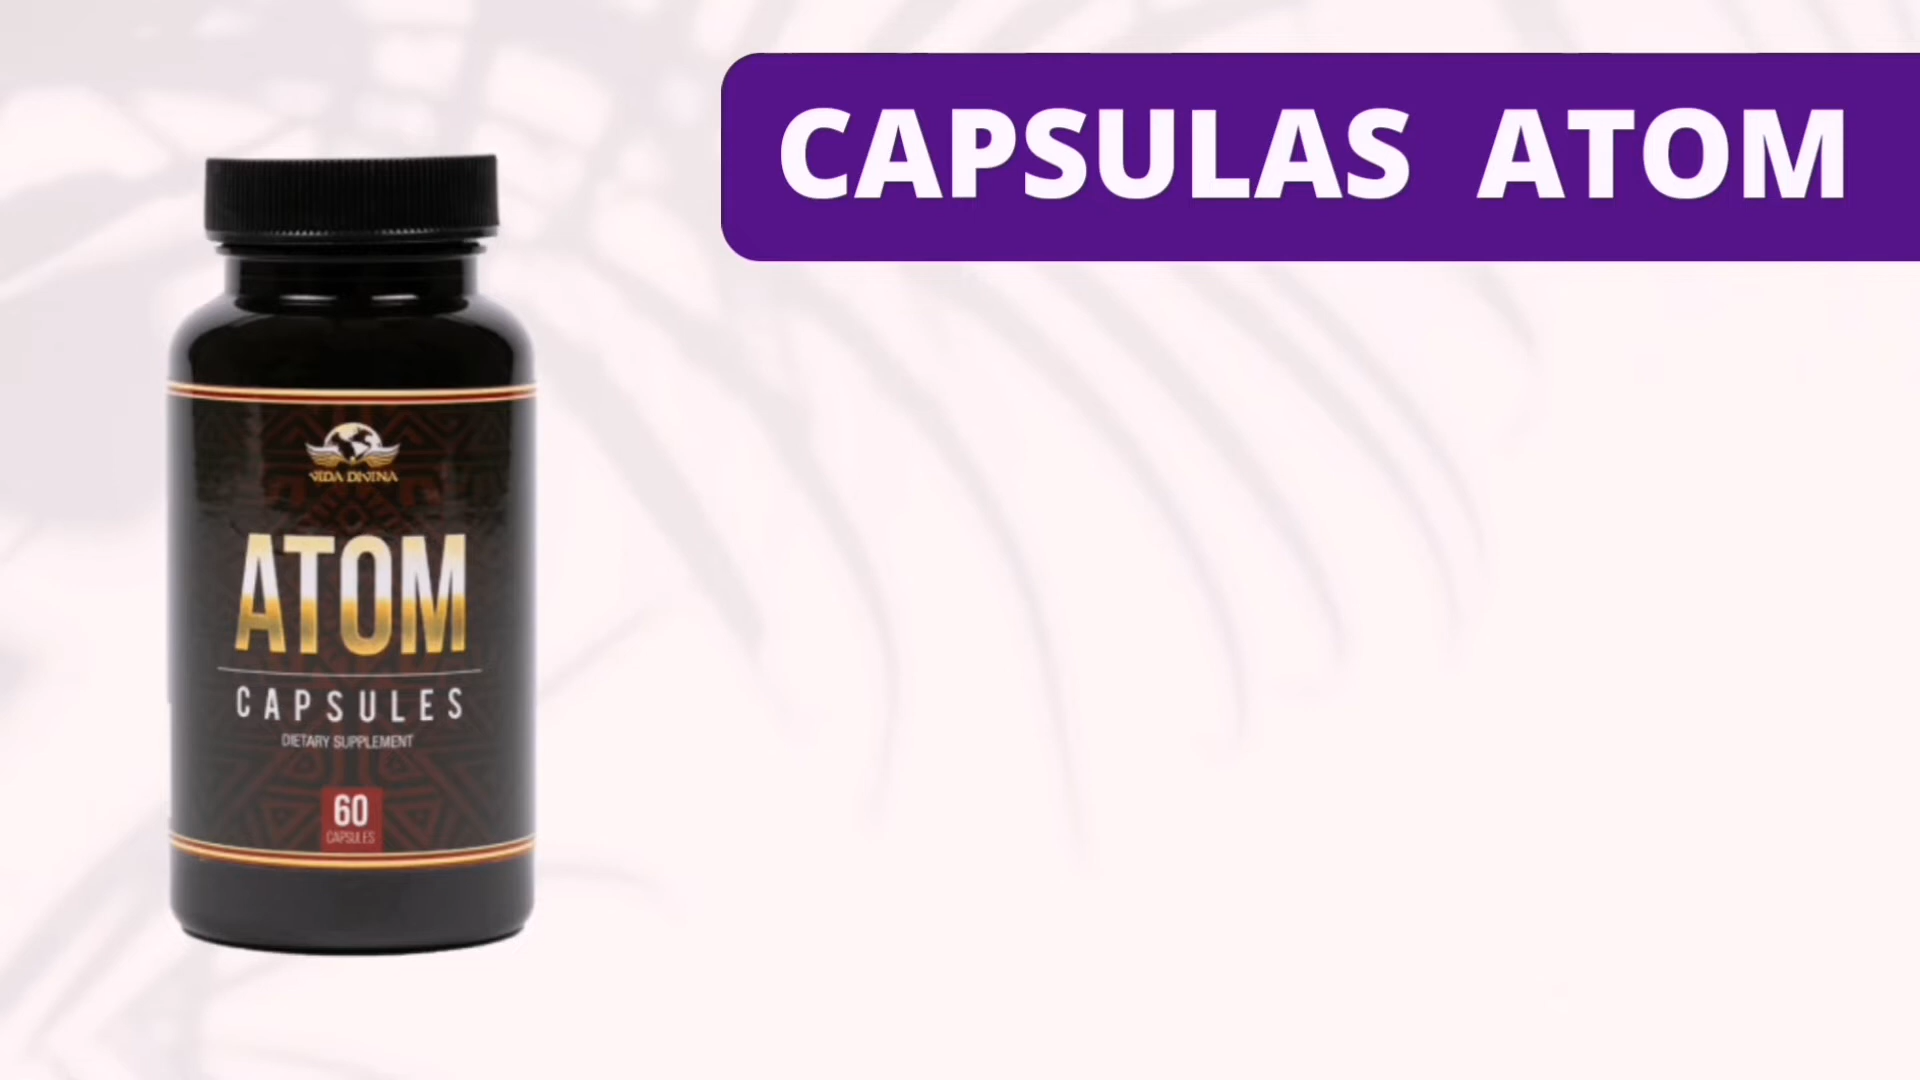 CAPSULAS ATOM
VIDA DIVINA
ATOM
CAPSULES
DIETARY SUPPLEMENT
60
CAPSULES